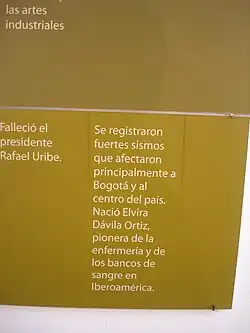 las artes
industriales
Falleció el
presidente
Rafael Uribe.
Se registraron
fuertes sismos
que afectaron
principalmente a
Bogotá y al
centro del país.
Nació Elvira
Dávila Ortiz,
pionera de la
enfermería y de
los bancos de
sangre en
Iberoamérica.